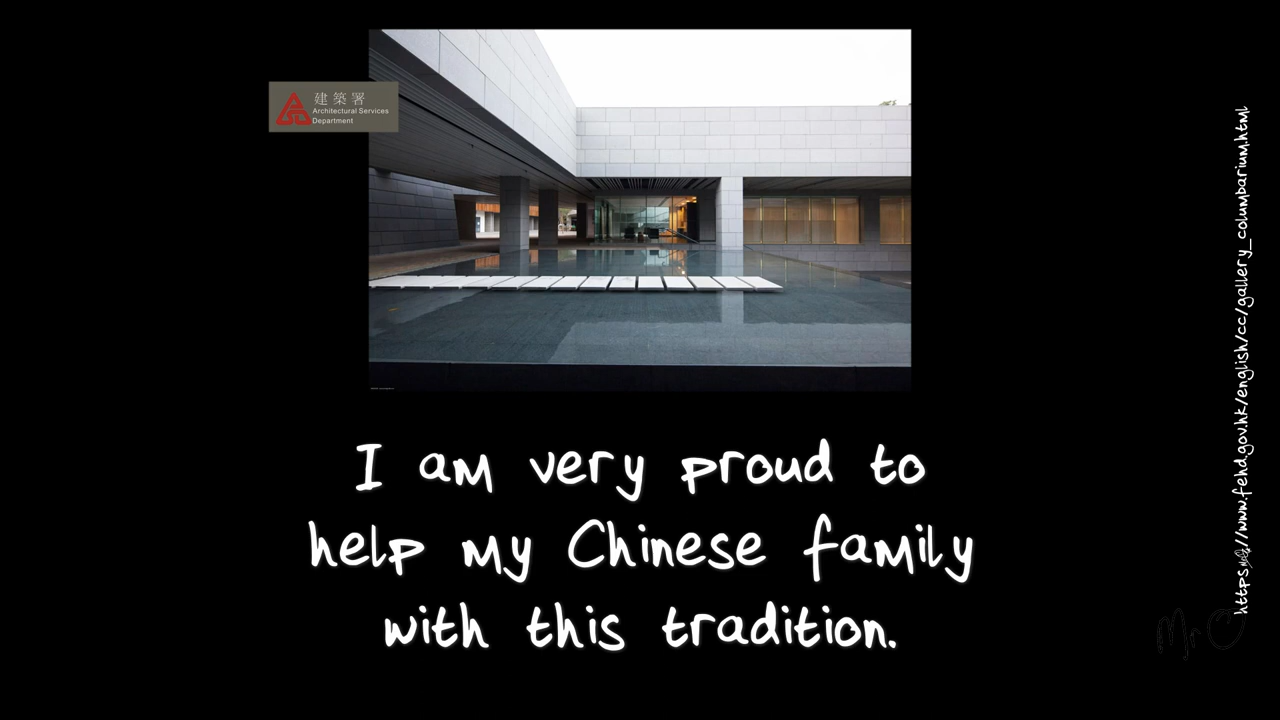 建築署
Architectural Services
Department
I am very proud to
help my Chinese family
with this tradition.
https://www.fehd.gov.hk/english/cc/gallery_columbarium.html
Mr C